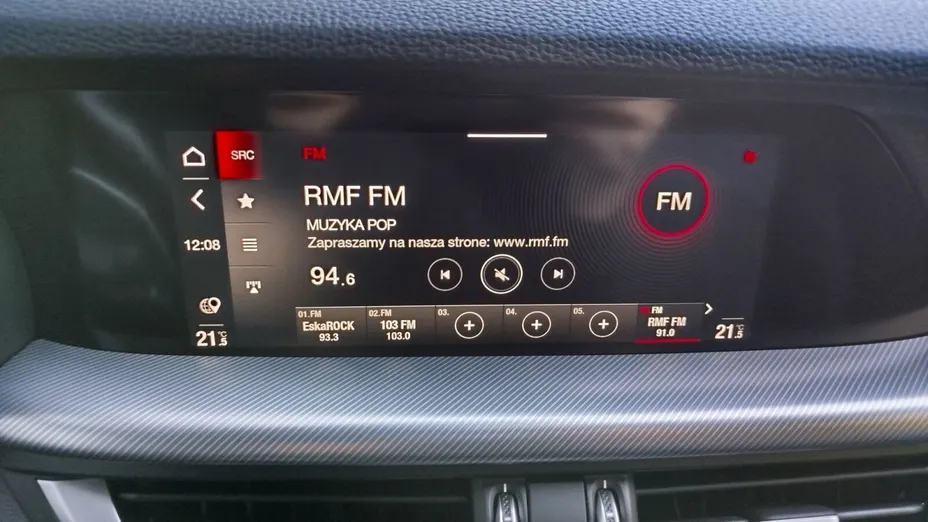 SRC
FM
RMF FM
MUZYKA POP
Zapraszamy na nasza strone: www.rmf.fm
FM
12:08
94.6
01.FM
EskaROCK
93.3
02.FM
103 FM
103.0
03.
04.
05.
FM
RMF FM
91.0
21.5°C
21.5°C